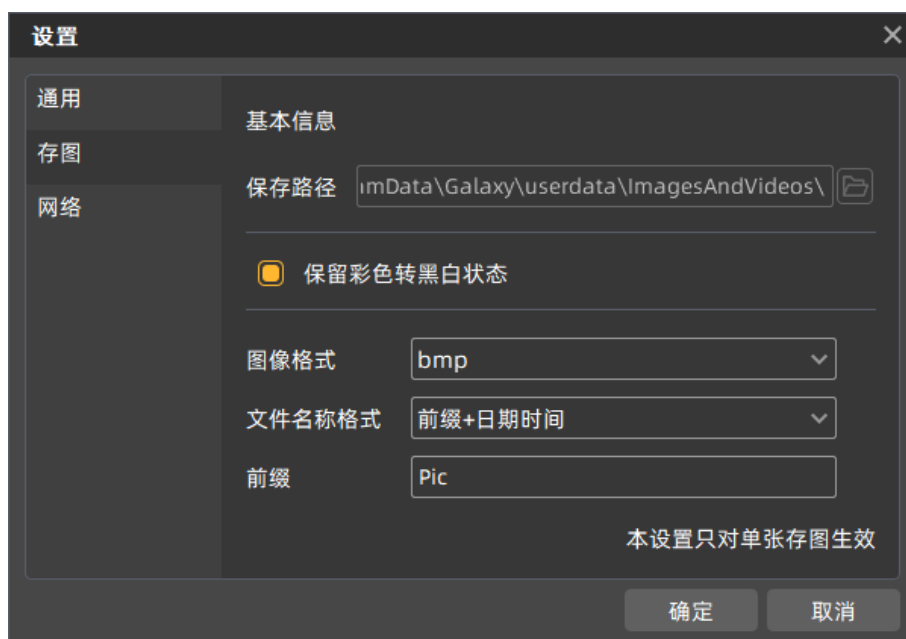 设置
通用
存图
网络
基本信息
保存路径 ımData\Galaxy\userdata\ImagesAndVideos\
保留彩色转黑白状态
图像格式 bmp
文件名称格式 前缀+日期时间
前缀 Pic
本设置只对单张存图生效
确定 取消